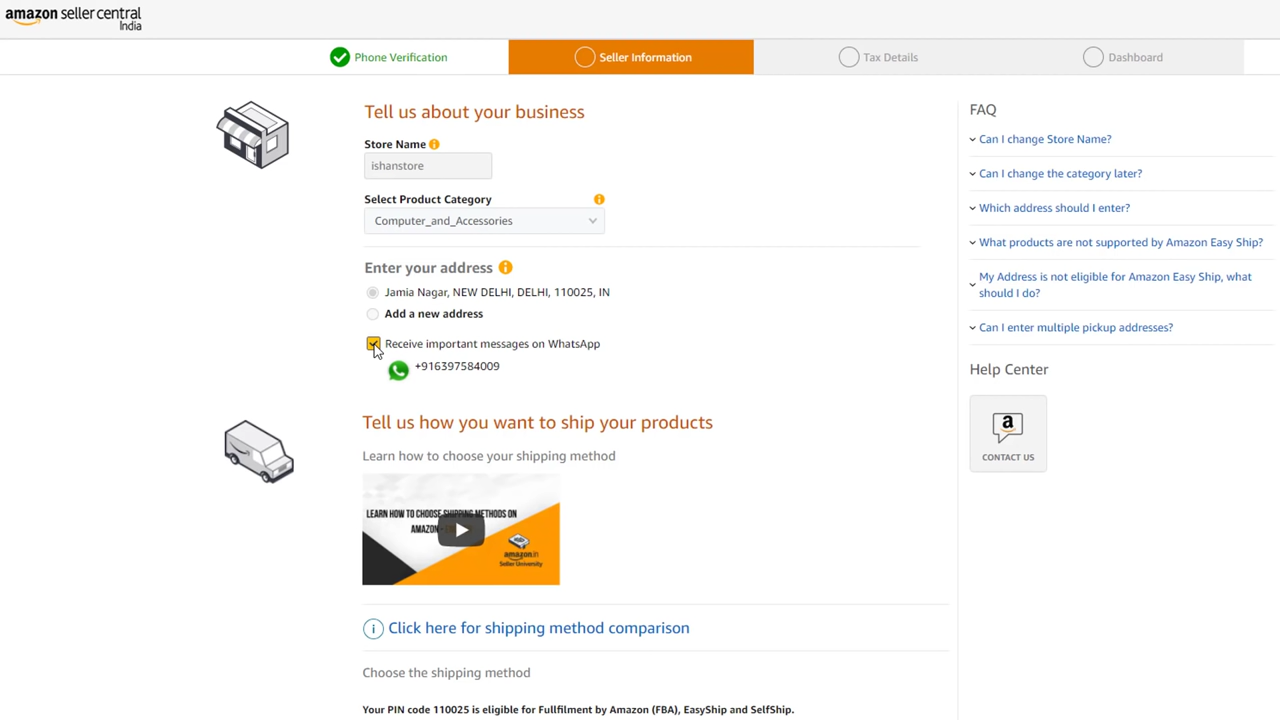 amazon seller central
India
Phone Verification
Seller Information
Tax Details
Dashboard
Tell us about your business
Store Name
ishanstore
Select Product Category
Computer_and_Accessories
Enter your address
Jamia Nagar, NEW DELHI, DELHI, 110025, IN
Add a new address
Receive important messages on WhatsApp
+916397584009
Tell us how you want to ship your products
Learn how to choose your shipping method
LEARN HOW TO CHOOSE SHIPPING METHODS ON
AMAZON
amazon.in
Seller University
Click here for shipping method comparison
Choose the shipping method
Your PIN code 110025 is eligible for Fullfilment by Amazon (FBA), EasyShip and SelfShip.
FAQ
Can I change Store Name?
Can I change the category later?
Which address should I enter?
What products are not supported by Amazon Easy Ship?
My Address is not eligible for Amazon Easy Ship, what
should I do?
Can I enter multiple pickup addresses?
Help Center
a
CONTACT US